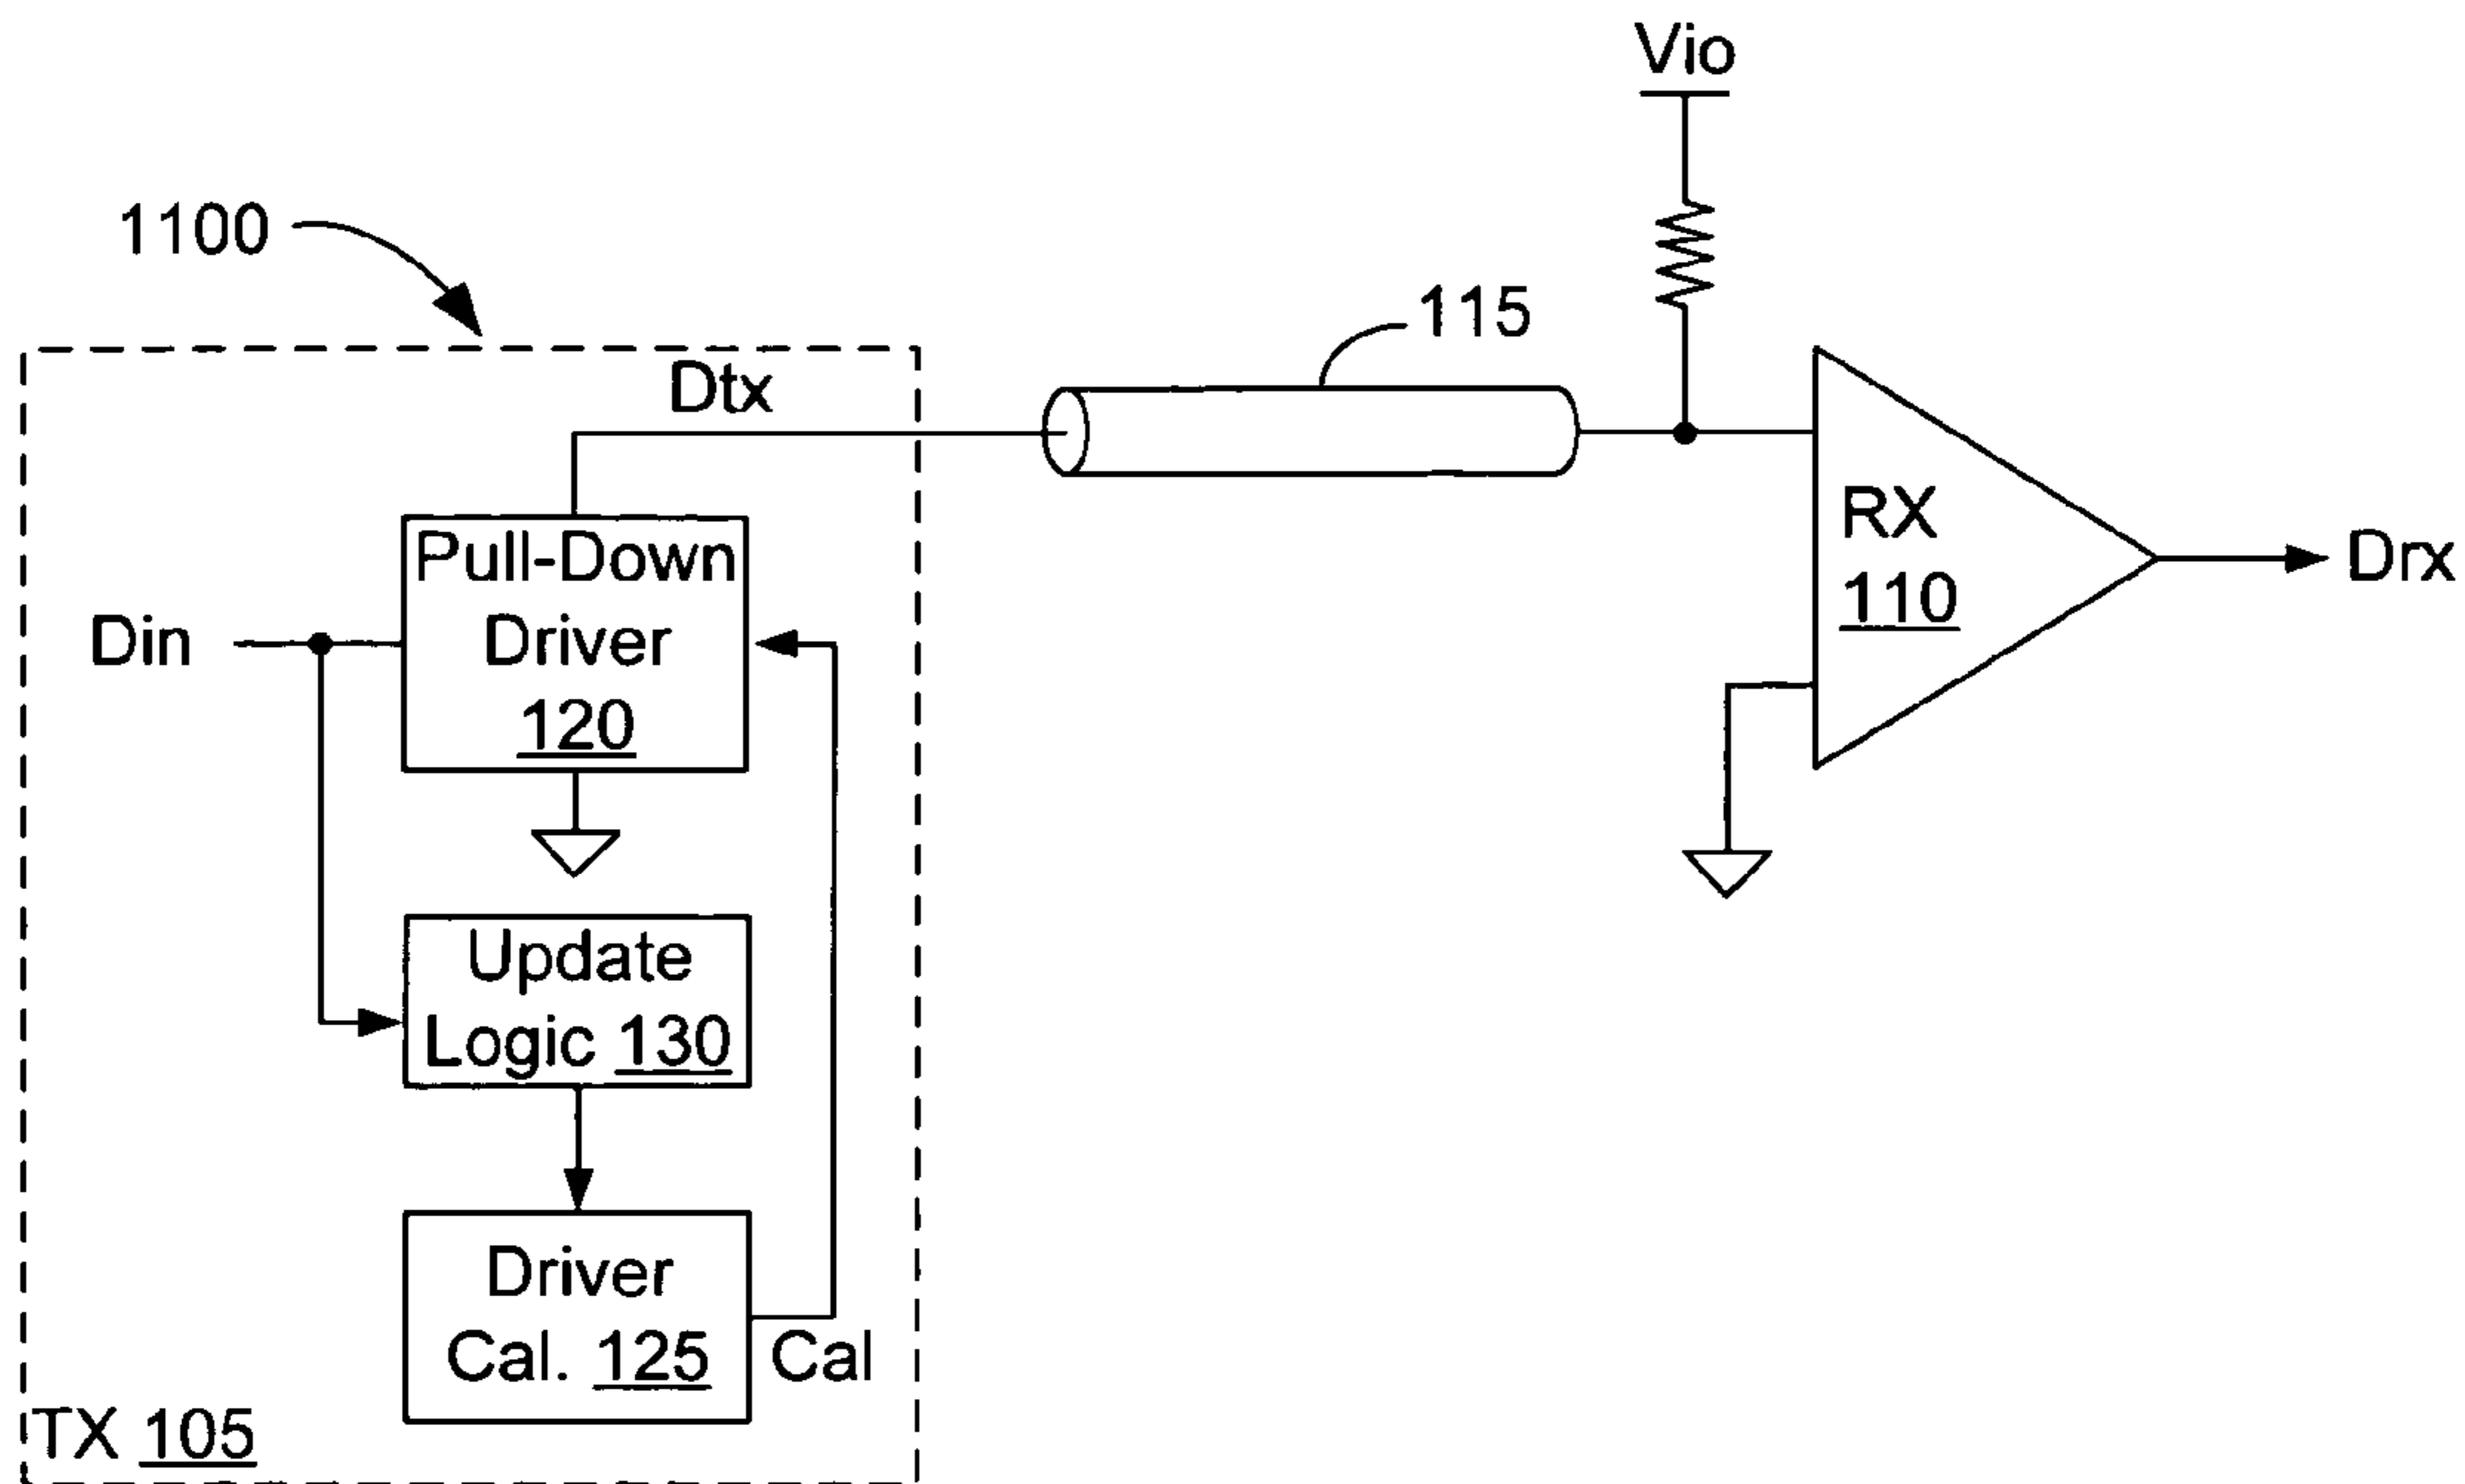 Vio
1100
115
Dtx
RX
110
Drx
Pull-Down
Driver
120
Din
Update
Logic 130
Driver
Cal. 125
Cal
TX 105